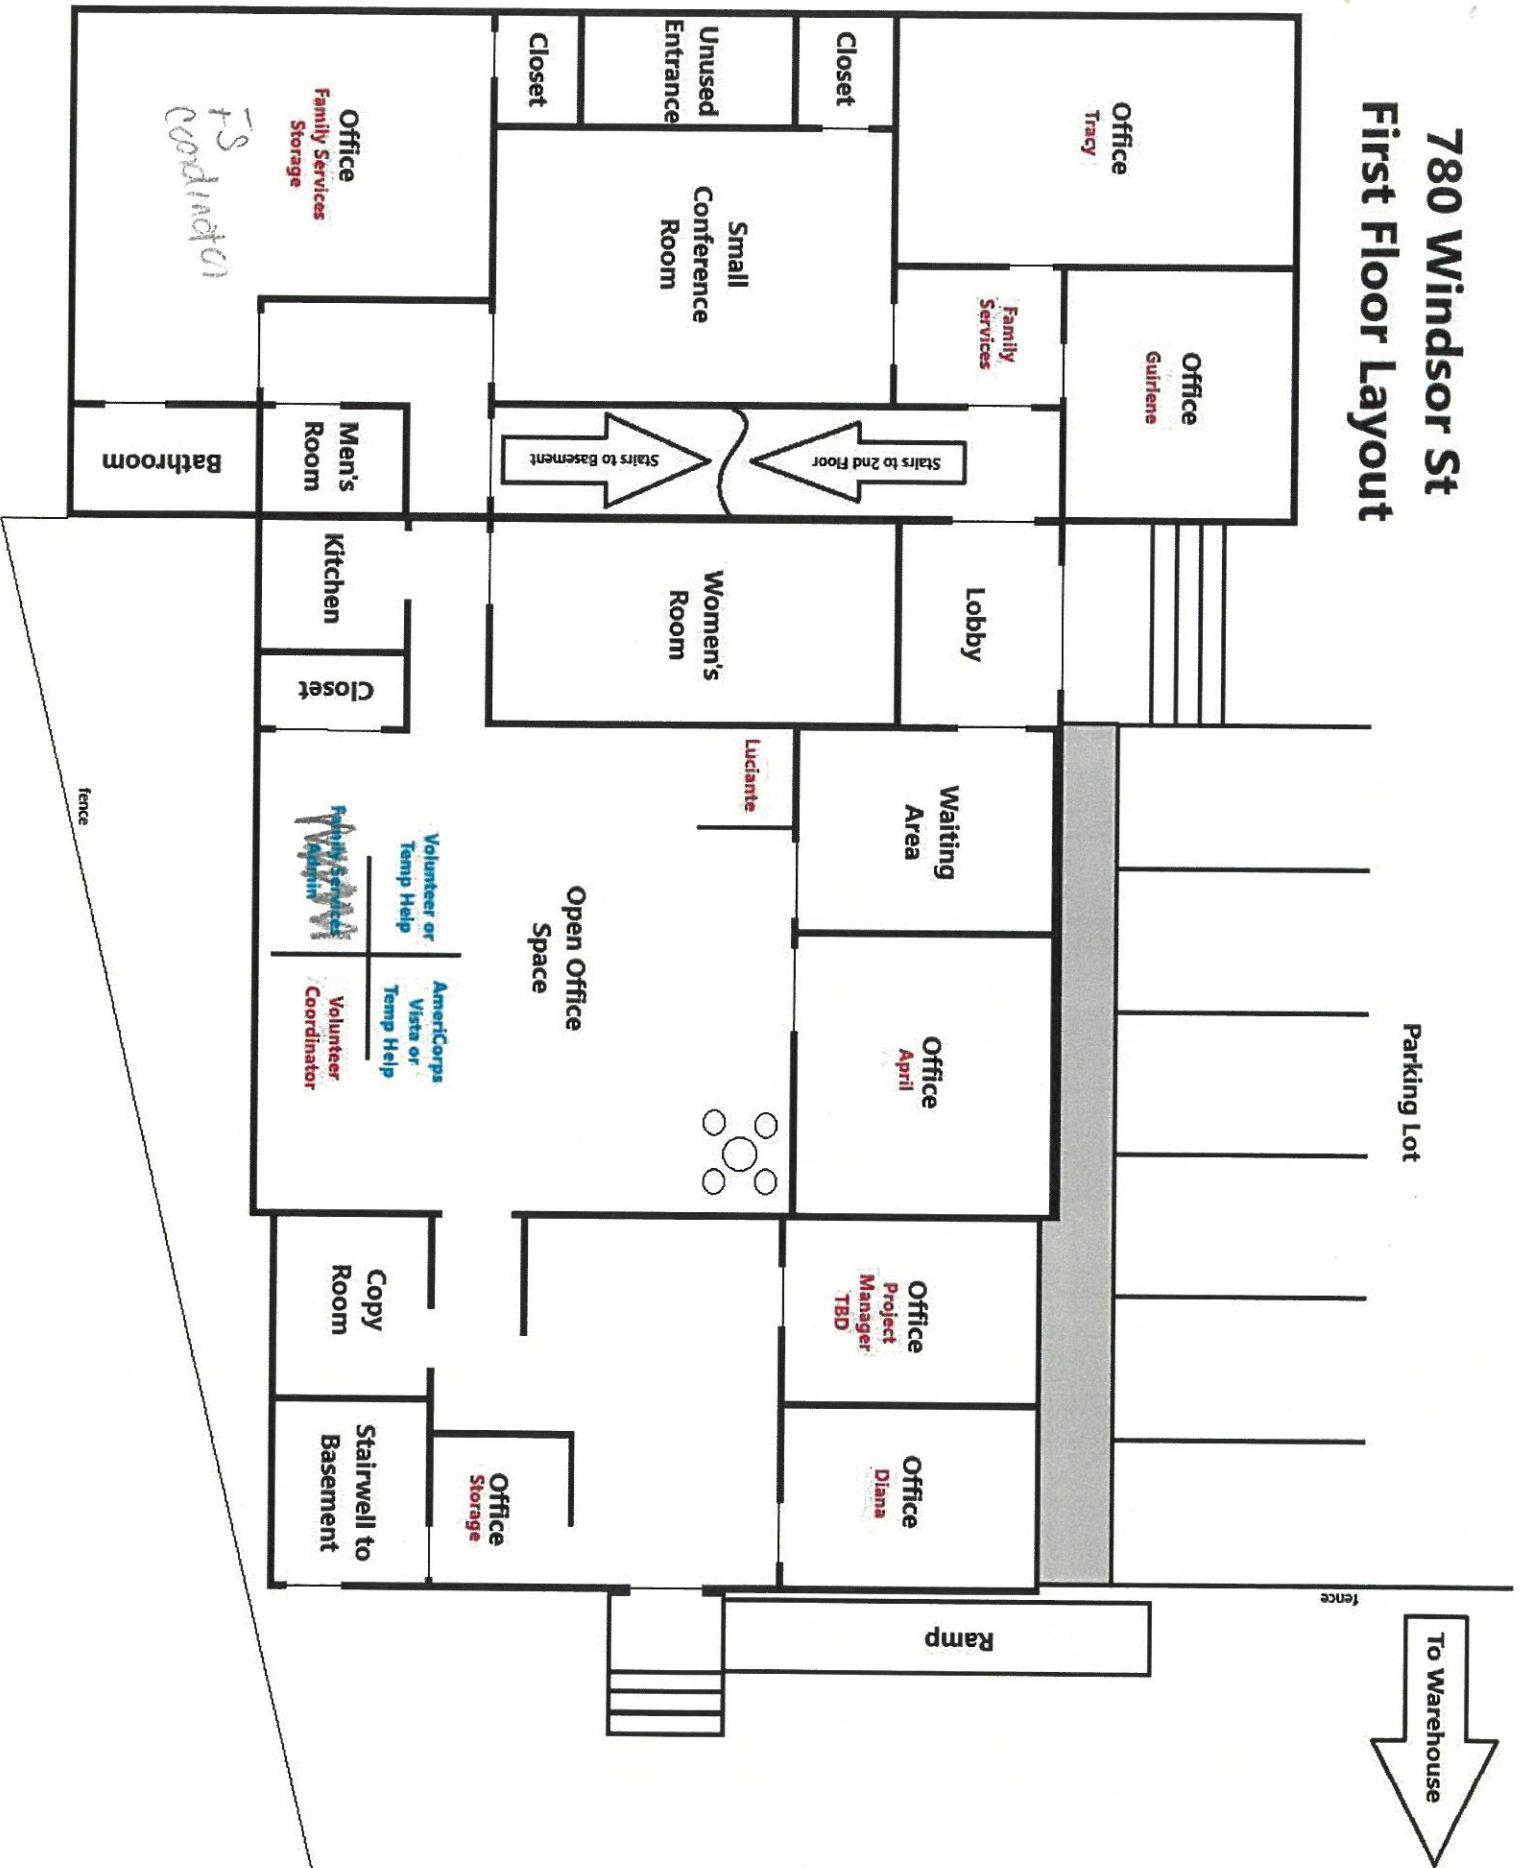 780 Windsor St
First Floor Layout
Parking Lot
To Warehouse
fence
Ramp
Office
Tracy
Office
Guirlene
Family
Services
Closet
Unused
Entrance
Closet
Small
Conference
Room
Office
Family Services
Storage
FS
Coordinator
Stairs to 2nd Floor
Stairs to Basement
Men's
Room
Bathroom
Lobby
Women's
Room
Kitchen
Closet
Waiting
Area
Luciante
Office
April
Open Office
Space
Volunteer or
Temp Help
Family Services
Admin
AmeriCorps
Vista or
Temp Help
Volunteer
Coordinator
fence
Office
Project
Manager
TBD
Office
Diana
Copy
Room
Office
Storage
Stairwell to
Basement